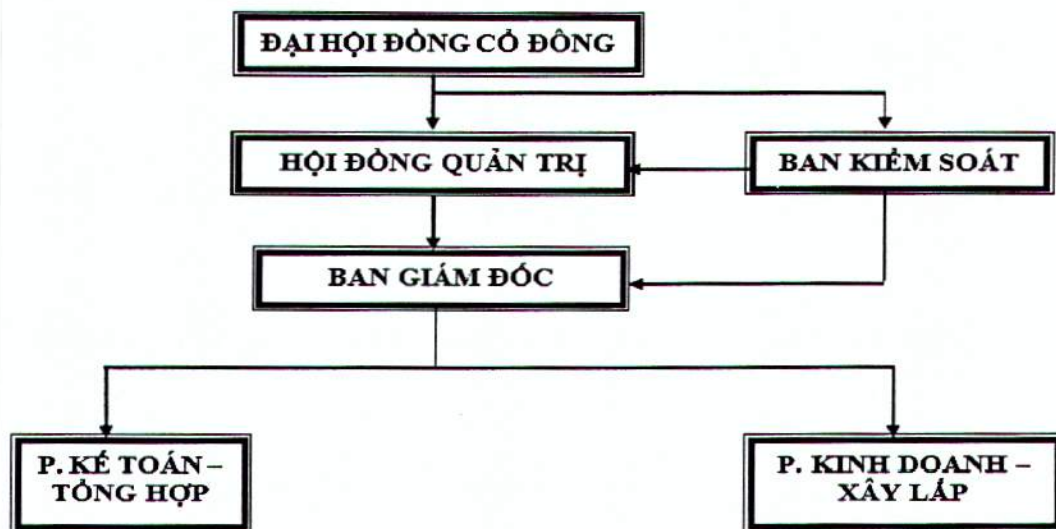 ĐẠI HỘI ĐỒNG CỔ ĐÔNG
HỘI ĐỒNG QUẢN TRỊ
BAN KIỂM SOÁT
BAN GIÁM ĐỐC
P. KẾ TOÁN –
TỔNG HỢP
P. KINH DOANH –
XÂY LẮP